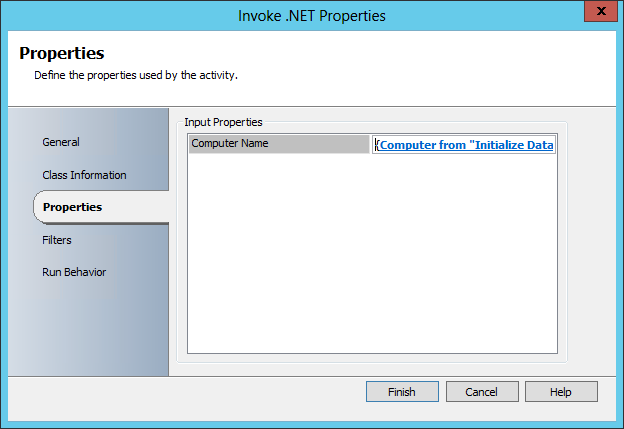 Invoke .NET Properties
x
Properties
Define the properties used by the activity.
General
Class Information
Properties
Filters
Run Behavior
Input Properties
Computer Name
{Computer from "Initialize Data
Finish
Cancel
Help